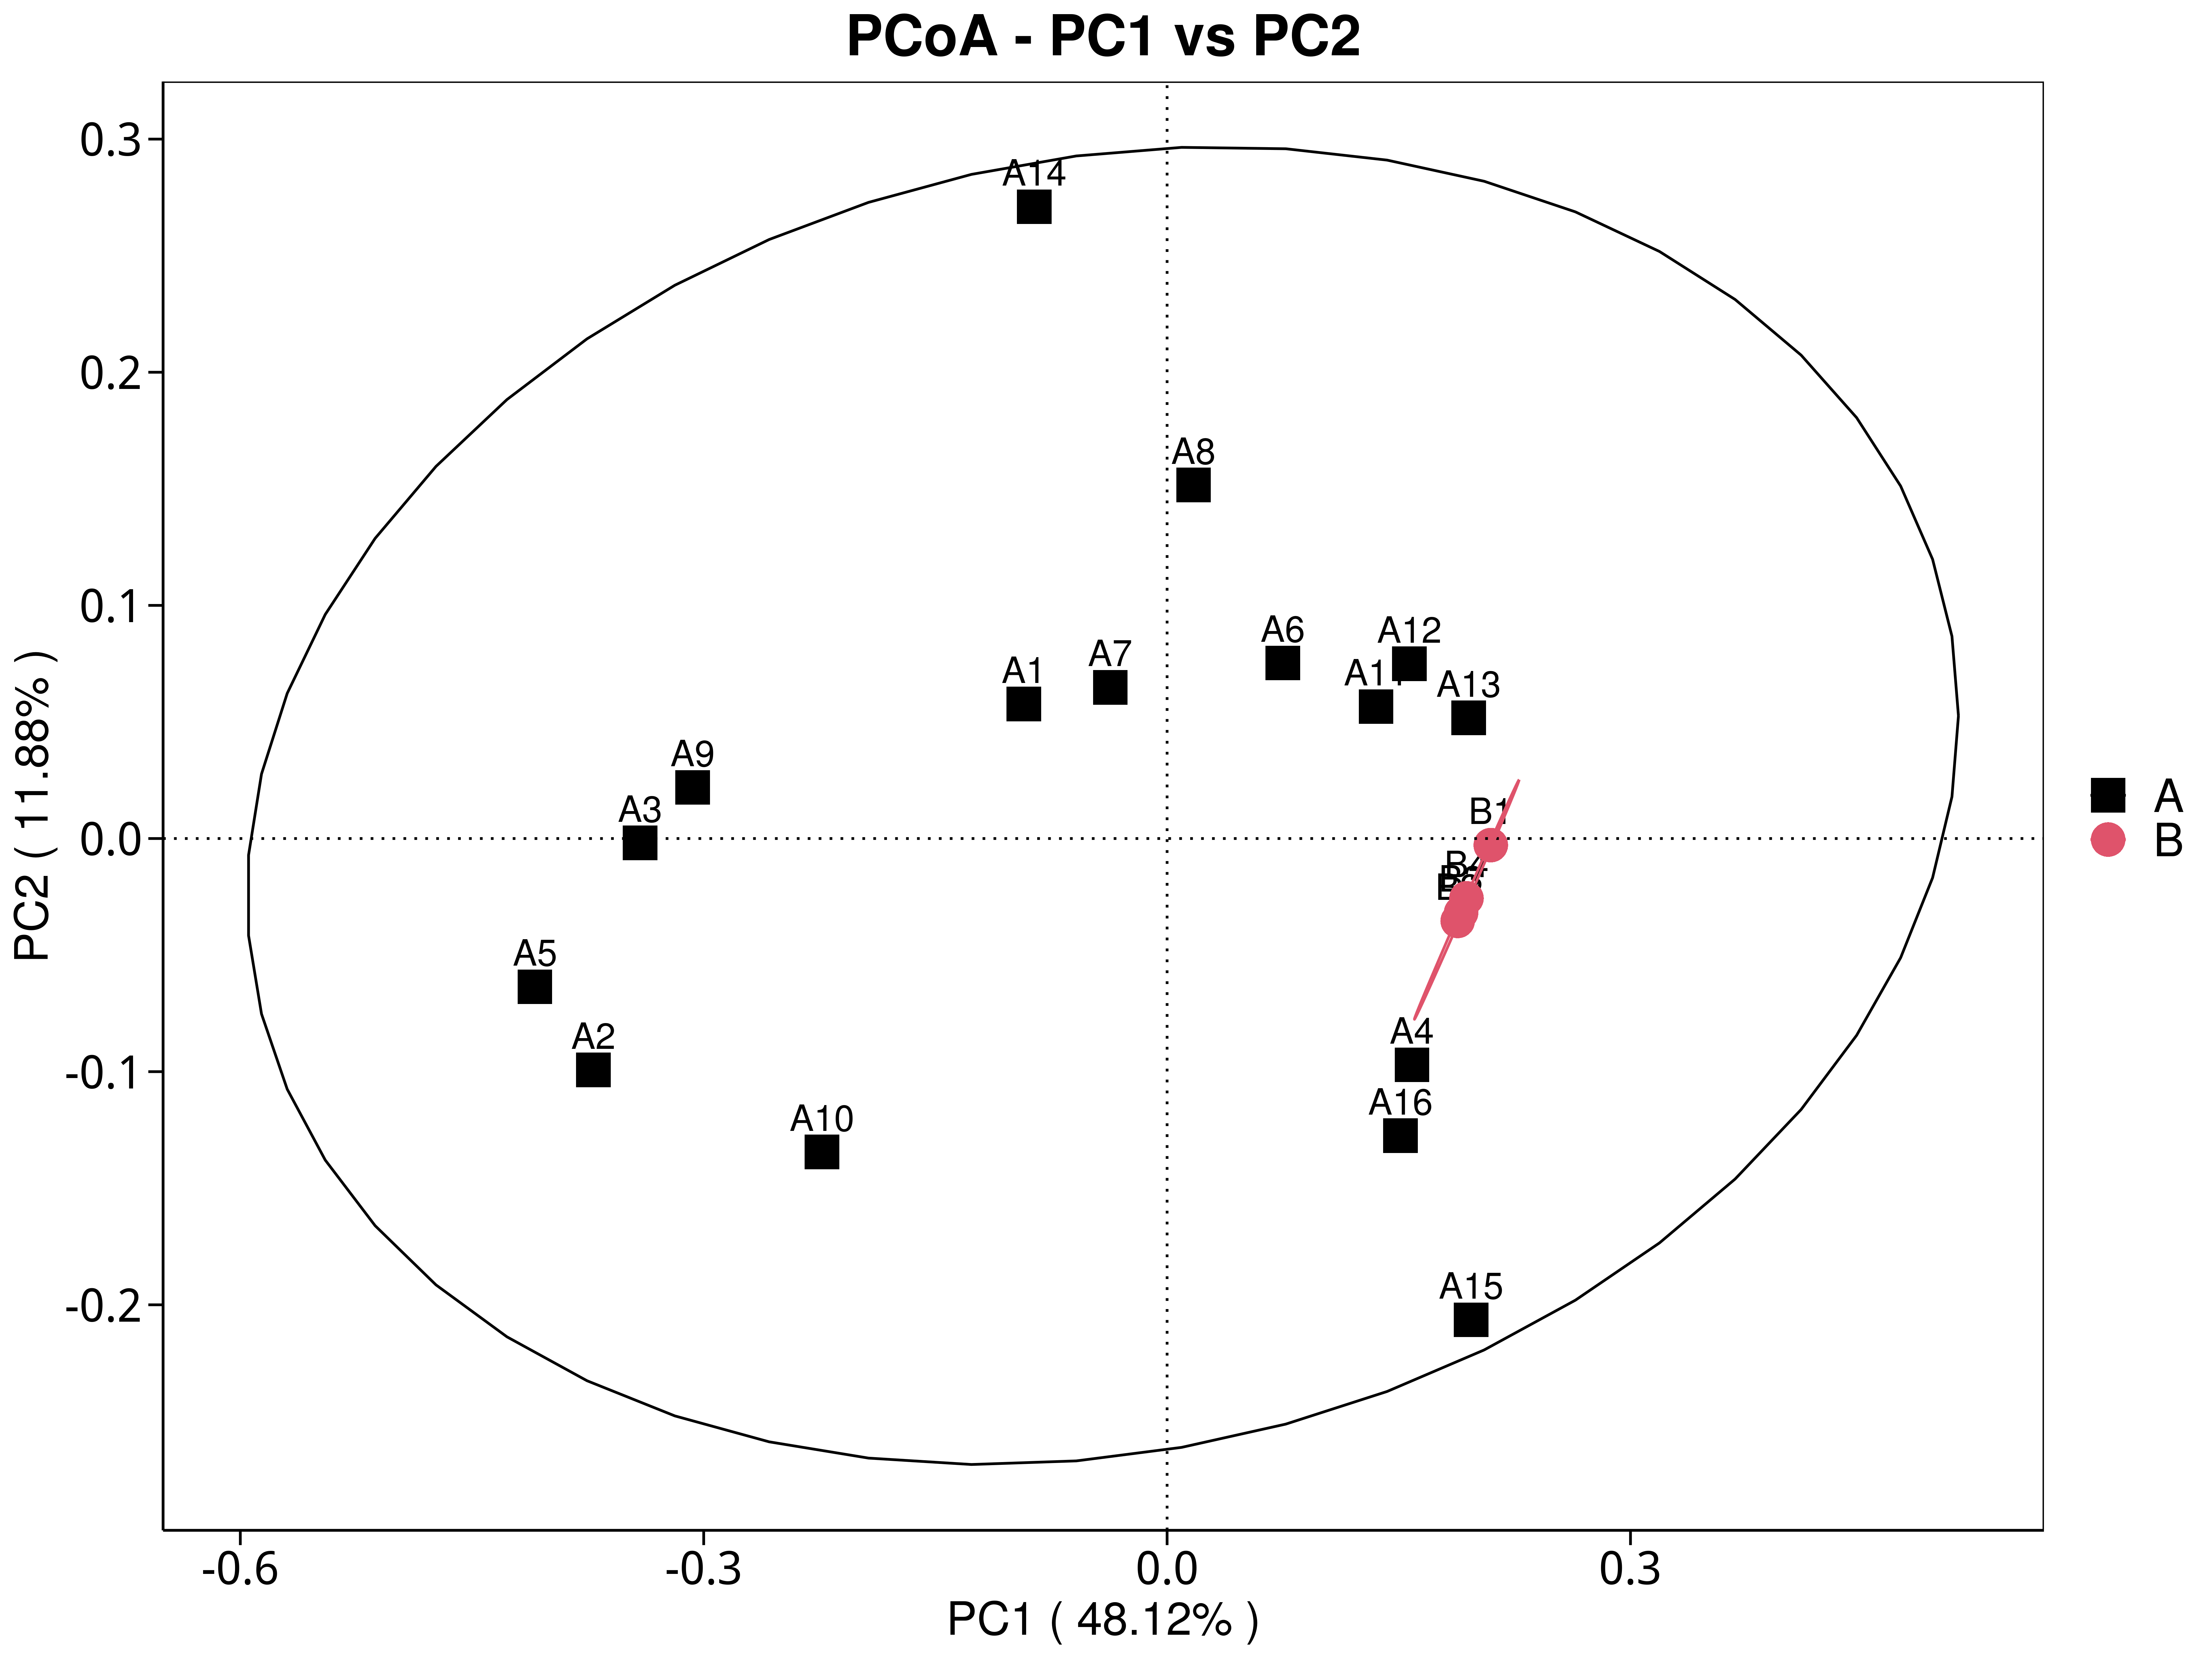 PCoA - PC1 vs PC2
0.3
0.2
0.1
0.0
-0.1
-0.2
PC2 ( 11.88% )
A14
A8
A6
A12
A7
A1
A13
A9
A3
B1
A5
A4
A2
A16
A10
A15
A
B
-0.6
-0.3
0.0
0.3
PC1 ( 48.12% )